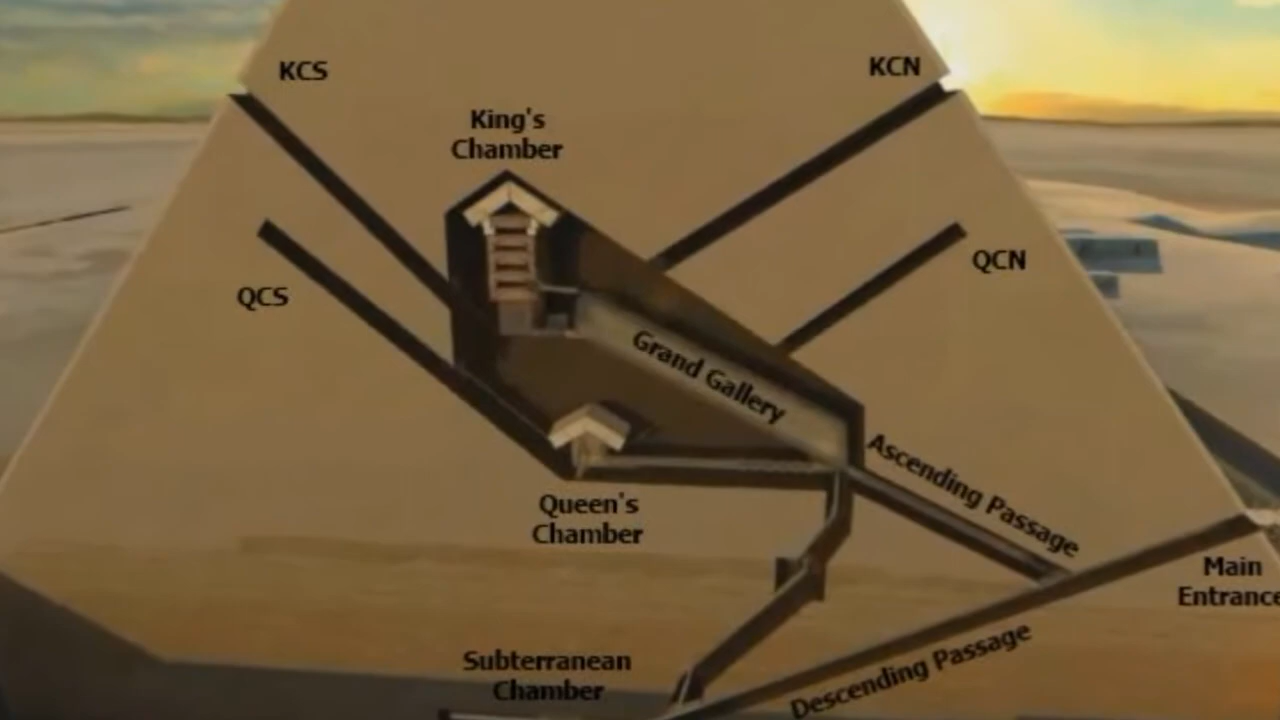 KCS
KCN
King's
Chamber
QCS
QCN
Grand Gallery
Ascending Passage
Queen's
Chamber
Main
Entrance
Subterranean
Chamber
Descending Passage